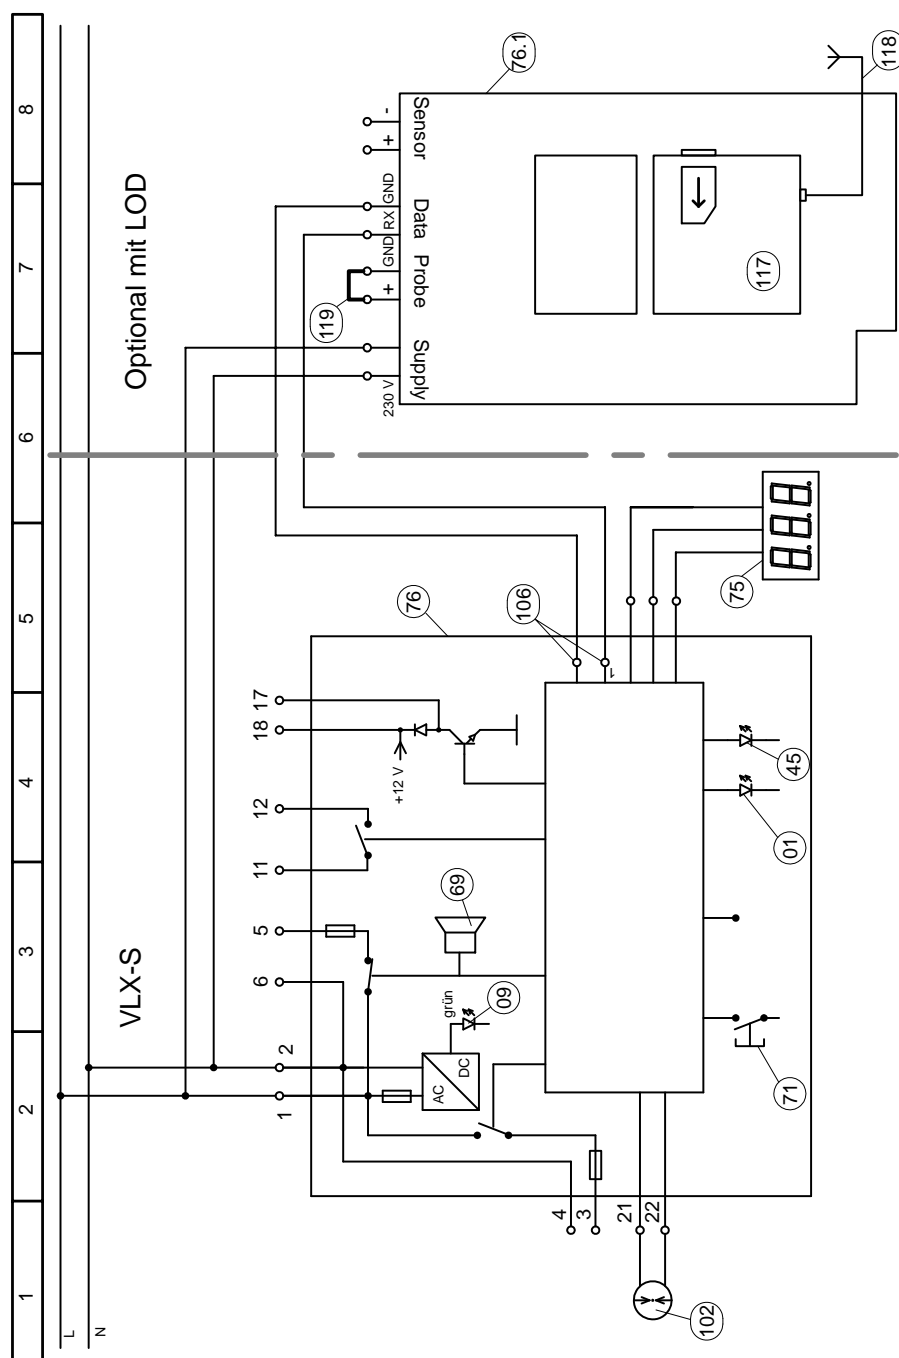 1 2 3 4 5 6 7 8
L
N
VLX-S
Optional mit LOD
1 2 6 5 11 12 18 17
4
3
21
22
102
AC
DC
grün
09
69
+12 V
76
106
1
71
01
45
75
119
230 V
+ GND RX GND + -
Supply Probe Data Sensor
76.1
117
118